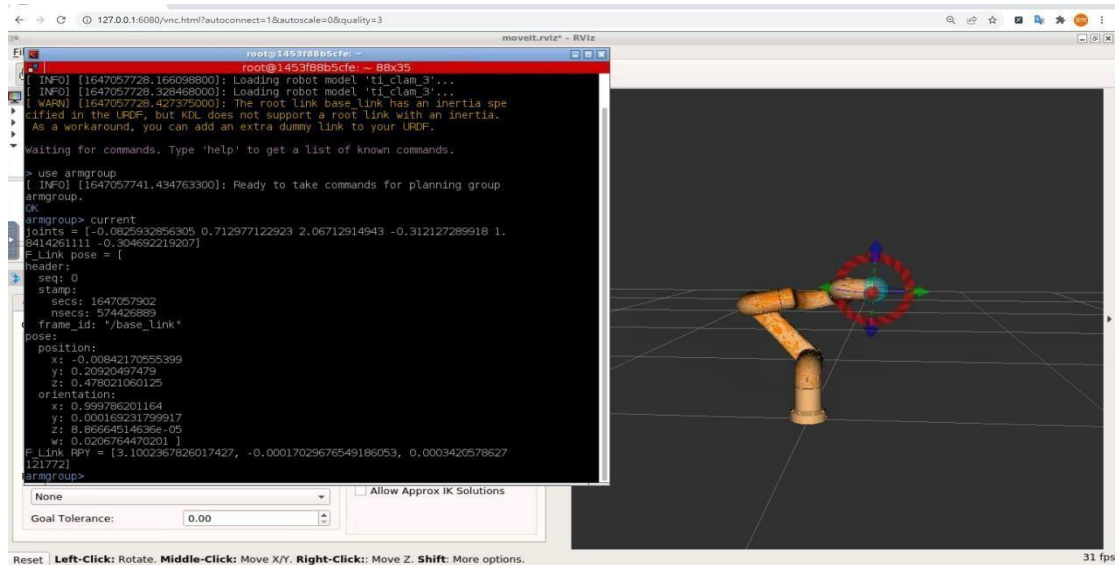 127.0.0.1:6080/vnc.html?autoconnect=1&autoscale=0&quality=3
moveit.rviz* - RViz
root@1453f88b5cfe: ~
root@1453f88b5cfe: ~ 88x35
[ INFO] [1647057728.166098800]: Loading robot model 'ti_clam_3'...
[ INFO] [1647057728.328468000]: Loading robot model 'ti_clam_3'...
[ WARN] [1647057728.427375000]: The root link base_link has an inertia spe
cified in the URDF, but KDL does not support a root link with an inertia.
As a workaround, you can add an extra dummy link to your URDF.
Waiting for commands. Type 'help' to get a list of known commands.
> use armgroup
[ INFO] [1647057741.434763300]: Ready to take commands for planning group
armgroup.
OK
armgroup> current
joints = [-0.0825932856305 0.712977122923 2.06712914943 -0.312127289918 1.
8414261111 -0.304692219207]
F_Link pose = [
header:
seq: 0
stamp:
secs: 1647057902
nsecs: 574426889
frame_id: "/base_link"
pose:
position:
x: -0.00842170555399
y: 0.20920497479
z: 0.478021060125
orientation:
x: 0.999786201164
y: 0.000169231799917
z: 8.86664514636e-05
w: 0.0206764470201 ]
F_Link RPY = [3.1002367826017427, -0.00017029676549186053, 0.0003420578627
121772]
armgroup>
None
Allow Approx IK Solutions
Goal Tolerance:
0.00
Reset Left-Click: Rotate. Middle-Click: Move X/Y. Right-Click:: Move Z. Shift: More options.
31 fps